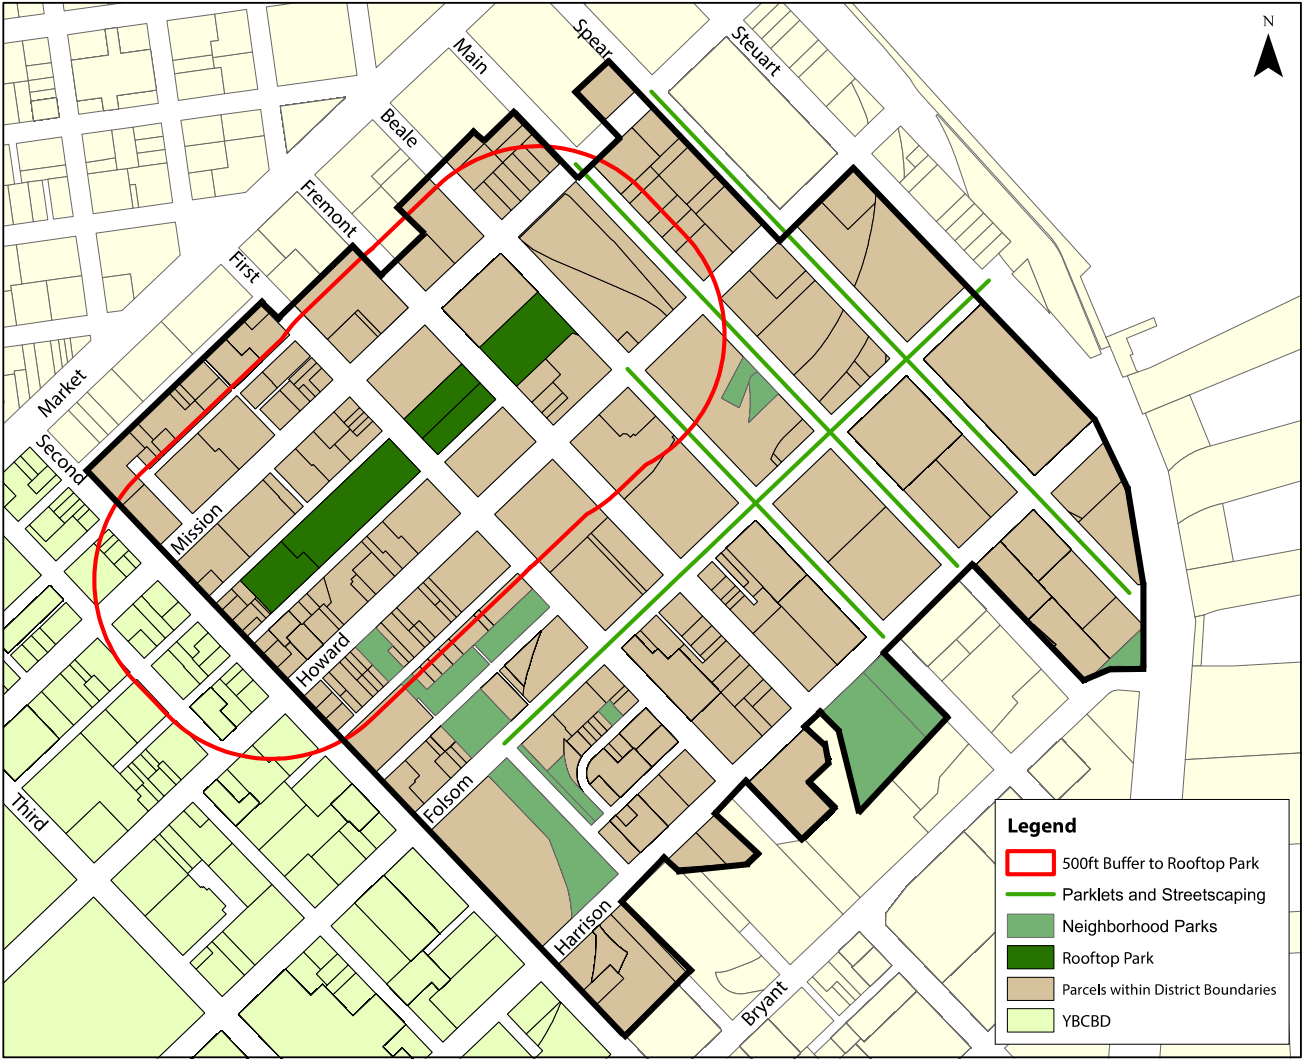 Spear
Steuart
N
Main
Beale
Fremont
First
Market
Second
Mission
Howard
Folsom
Third
Harrison
Bryant
Legend
500ft Buffer to Rooftop Park
Parklets and Streetscaping
Neighborhood Parks
Rooftop Park
Parcels within District Boundaries
YBCBD